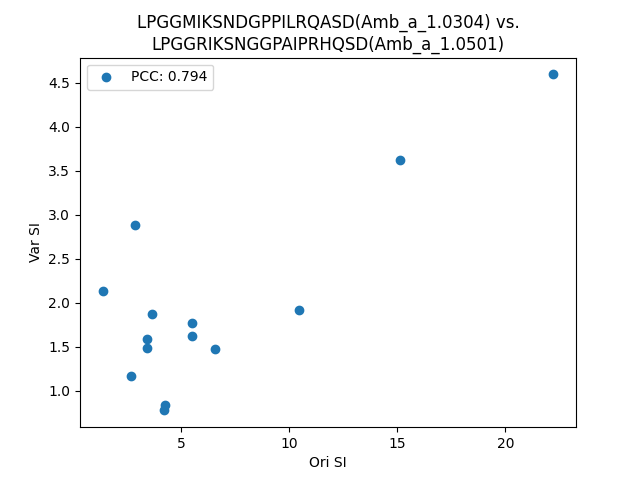 LPGGMIKSNDGPPILRQASD(Amb_a_1.0304) vs.
LPGGRIKSNGGPAIPRHQSD(Amb_a_1.0501)
PCC: 0.794
4.5
4.0
3.5
3.0
2.5
2.0
1.5
1.0
Var SI
5
10
15
20
Ori SI